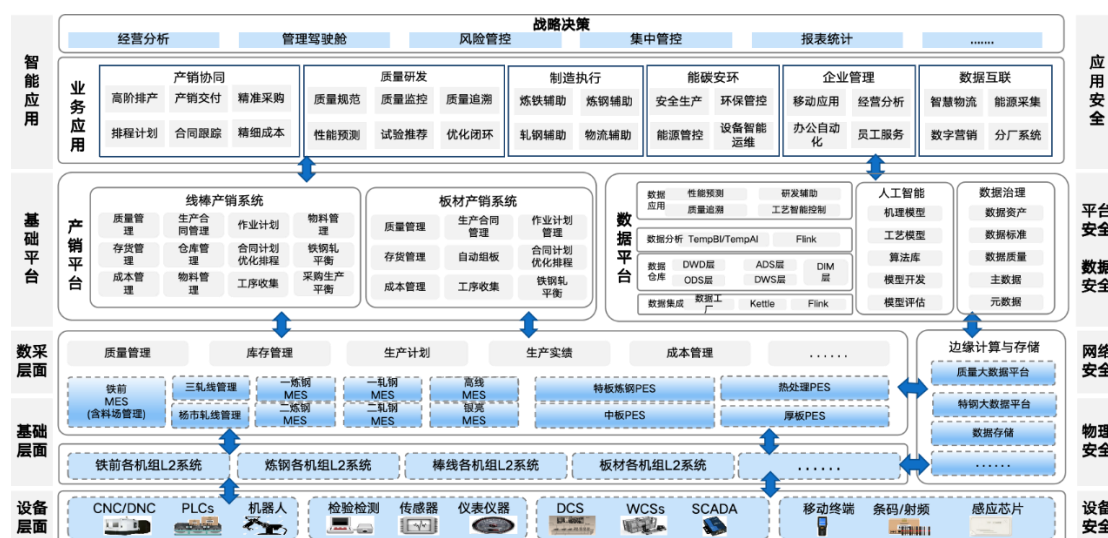 战略决策
经营分析
管理驾驶舱
风险管控
集中管控
报表统计
.......
智能应用
业务应用
产销协同
高阶排产
产销交付
精准采购
排程计划
合同跟踪
精细成本
质量研发
质量规范
质量监控
质量追溯
性能预测
试验推荐
优化闭环
制造执行
炼铁辅助
炼钢辅助
轧钢辅助
物流辅助
能碳安环
安全生产
环保管控
能源管控
设备智能
运维
企业管理
移动应用
经营分析
办公自动
化
员工服务
数据互联
智慧物流
能源采集
数字营销
分厂系统
应用安全
基础平台
产销平台
线棒产销系统
质量管
理
生产合
同管理
作业计划
物料管
理
存货管
理
仓库管
理
合同计划
优化排程
铁钢轧
平衡
成本管
理
物料管
理
工序收集
采购生产
平衡
板材产销系统
质量管理
生产合同
管理
作业计划
管理
存货管理
自动组板
合同计划
优化排程
成本管理
工序收集
铁钢轧
平衡
数据平台
数据
应用
性能预测
研发辅助
质量追溯
工艺智能控制
数据分析
TempBI/TempAI
Flink
数据
仓库
DWD层
ADS层
DIM
层
ODS层
DWS层
数据集成
数据工
厂
Kettle
Flink
人工智能
机理模型
工艺模型
算法库
模型开发
模型评估
数据治理
数据资产
数据标准
数据质量
主数据
元数据
平台
安全
数据
安全
数采
层面
质量管理
库存管理
生产计划
生产实绩
成本管理
......
铁前
MES
(含料场管理)
三轧线管理
一炼钢
MES
一轧钢
MES
高线
MES
特板炼钢PES
热处理PES
杨市轧线管理
二炼钢
MES
二轧钢
MES
银亮
MES
中板PES
厚板PES
边缘计算与存储
质量大数据平台
特钢大数据平台
数据存储
......
网络
安全
基础
层面
铁前各机组L2系统
炼钢各机组L2系统
棒线各机组L2系统
板材各机组L2系统
......
物理
安全
设备
层面
CNC/DNC
PLCs
机器人
检验检测
传感器
仪表仪器
DCS
WCSs
SCADA
移动终端
条码/射频
感应芯片
设备
安全